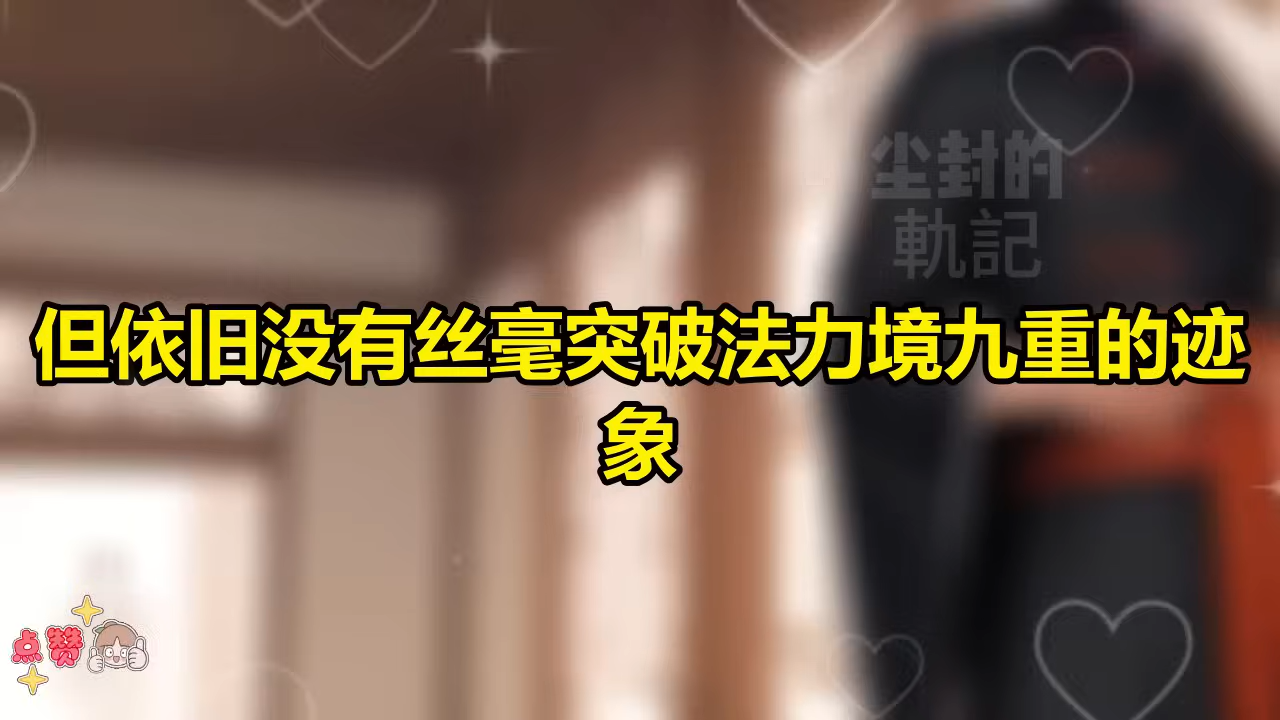 尘封的
軌記
但依旧没有丝毫突破法力境九重的迹
象
点赞